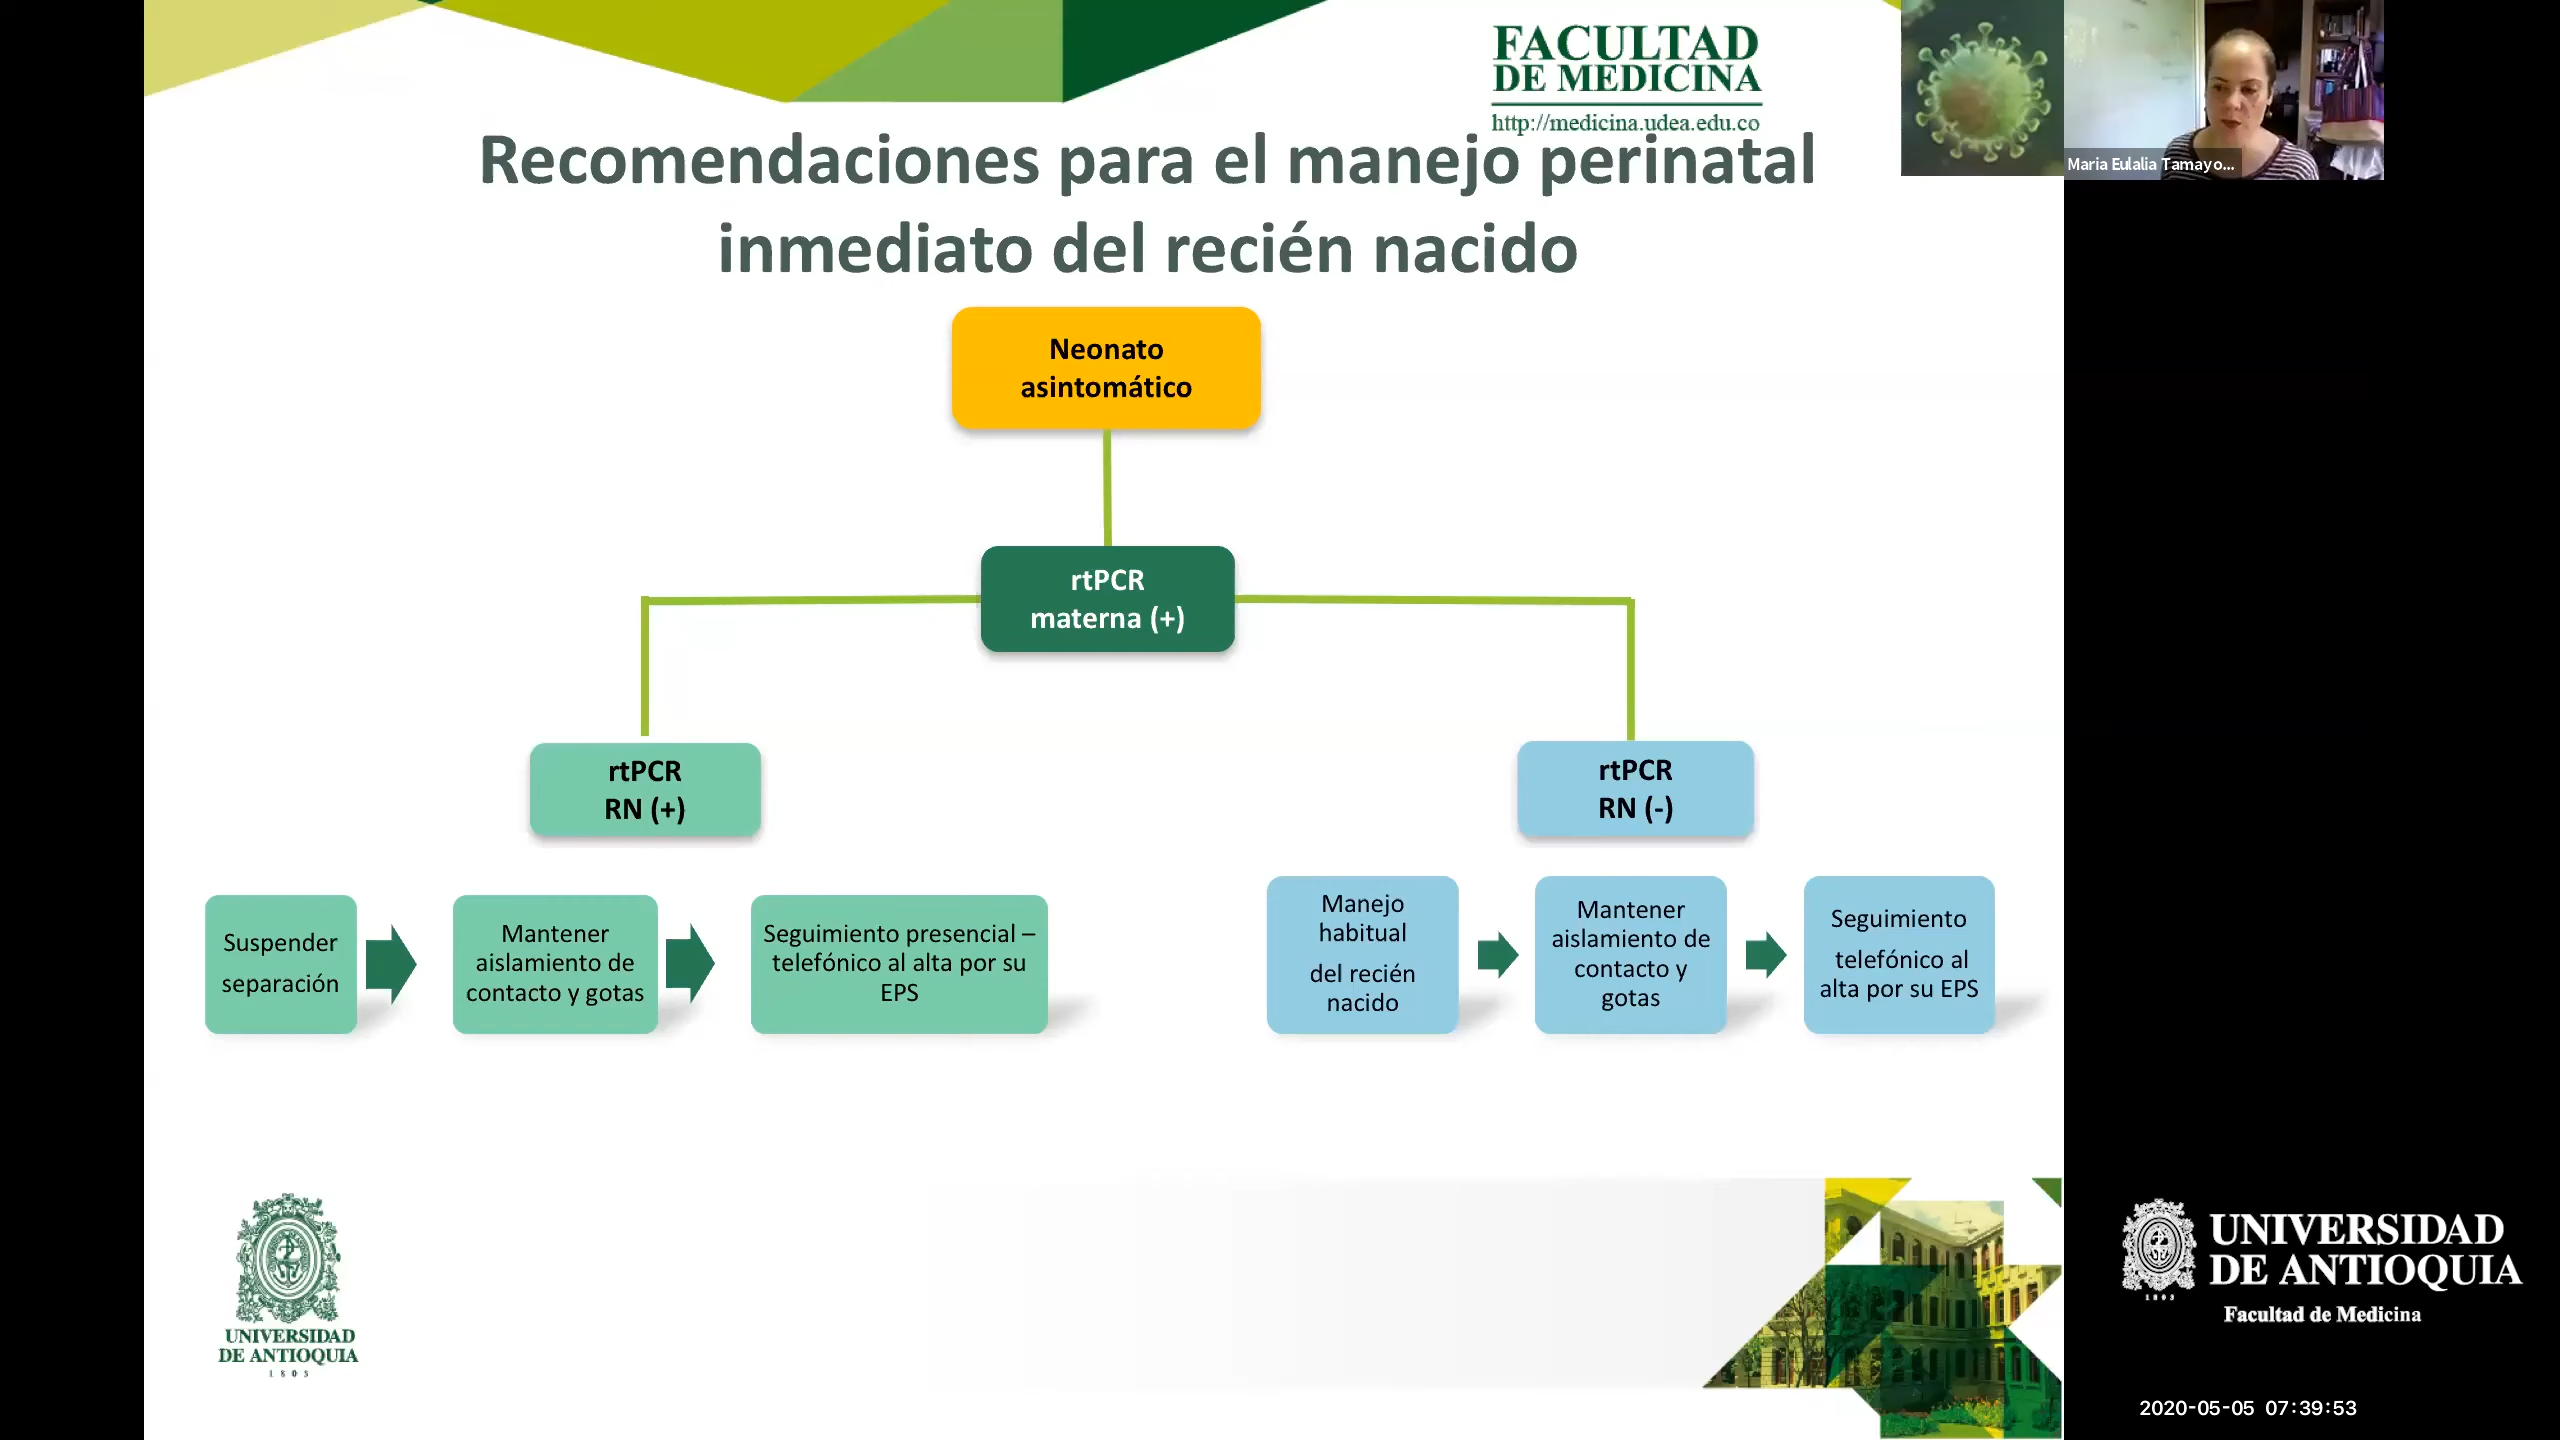 FACULTAD
DE MEDICINA
http://medicina.udea.edu.co
Maria Eulalia Tamayo...
Recomendaciones para el manejo perinatal
inmediato del recién nacido
Neonato
asintomático
rtPCR
materna (+)
rtPCR
RN (+)
rtPCR
RN (-)
Suspender
separación
Mantener
aislamiento de
contacto y gotas
Seguimiento presencial –
telefónico al alta por su
EPS
Manejo
habitual
del recién
nacido
Mantener
aislamiento de
contacto y
gotas
Seguimiento
telefónico al
alta por su EPS
UNIVERSIDAD
DE ANTIOQUIA
1803
UNIVERSIDAD
DE ANTIOQUIA
1803
Facultad de Medicina
2020-05-05 07:39:53